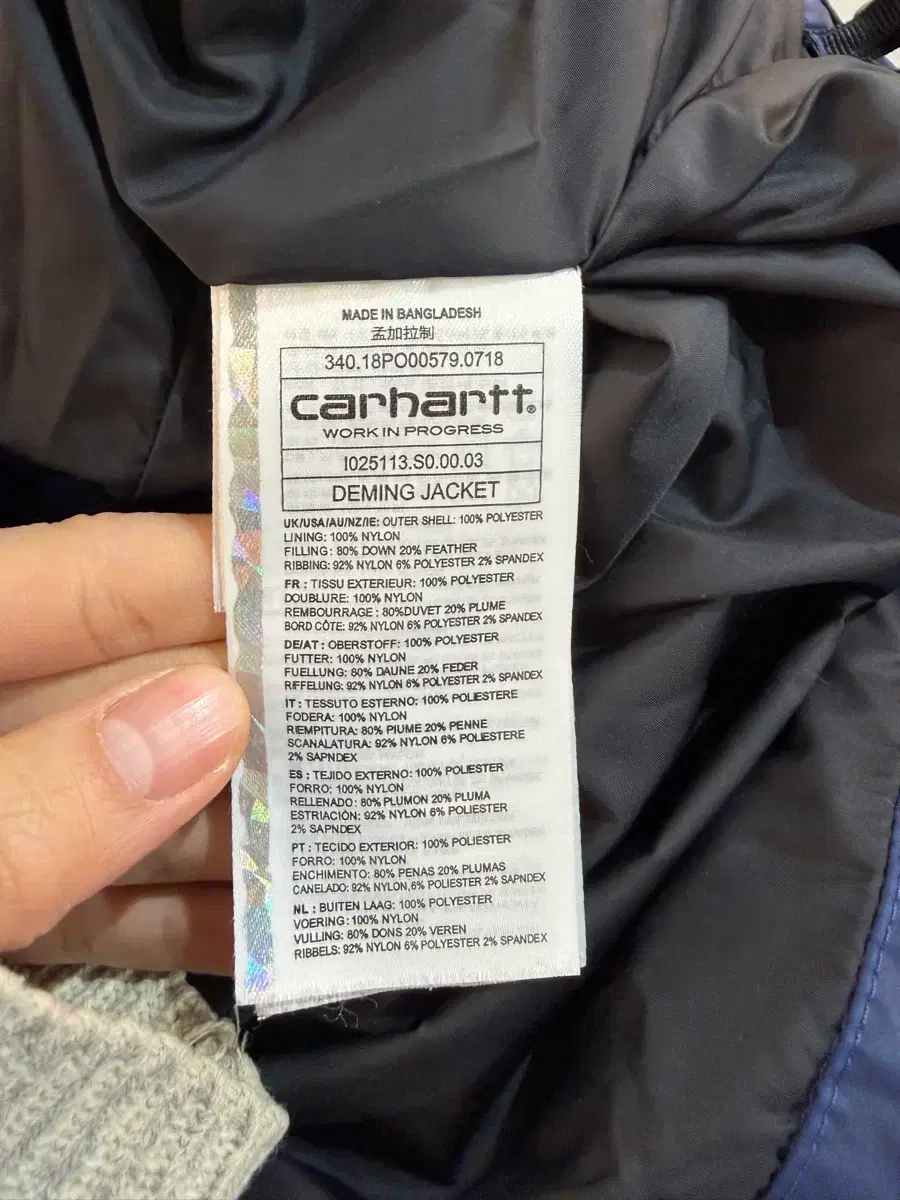 MADE IN BANGLADESH
孟加拉制
340.18PO00579.0718
carhartt®
WORK IN PROGRESS
I025113.S0.00.03
DEMING JACKET
UK/USA/AU/NZ/IE: OUTER SHELL: 100% POLYESTER
LINING: 100% NYLON
FILLING : 80% DOWN 20% FEATHER
RIBBING: 92% NYLON 6% POLYESTER 2% SPANDEX
FR : TISSU EXTERIEUR: 100% POLYESTER
DOUBLURE: 100% NYLON
REMBOURRAGE : 80%DUVET 20% PLUME
BORD CÔTE: 92% NYLON 6% POLYESTER 2% SPANDEX
DE/AT: OBERSTOFF: 100% POLYESTER
FUTTER: 100% NYLON
FUELLUNG: 80% DAUNE 20% FEDER
RIFFELUNG: 92% NYLON 6% POLYESTER 2% SPANDEX
IT : TESSUTO ESTERNO: 100% POLIESTERE
FODERA: 100% NYLON
RIEMPITURA: 80% PIUME 20% PENNE
SCANALATURA: 92% NYLON 6% POLIESTERE
2% SAPNDEX
ES : TEJIDO EXTERNO: 100% POLIESTER
FORRO: 100% NYLON
RELLENADO: 80% PLUMON 20% PLUMA
ESTRIACIÓN: 92% NYLON 6% POLIESTER
2% SAPNDEX
PT : TECIDO EXTERIOR: 100% POLIESTER
FORRO: 100% NYLON
ENCHIMENTO: 80% PENAS 20% PLUMAS
CANELADO: 92% NYLON,6% POLIESTER 2% SAPNDEX
NL : BUITEN LAAG: 100% POLYESTER
VOERING: 100% NYLON
VULLING: 80% DONS 20% VEREN
RIBBELS: 92% NYLON 6% POLYESTER 2% SPANDEX